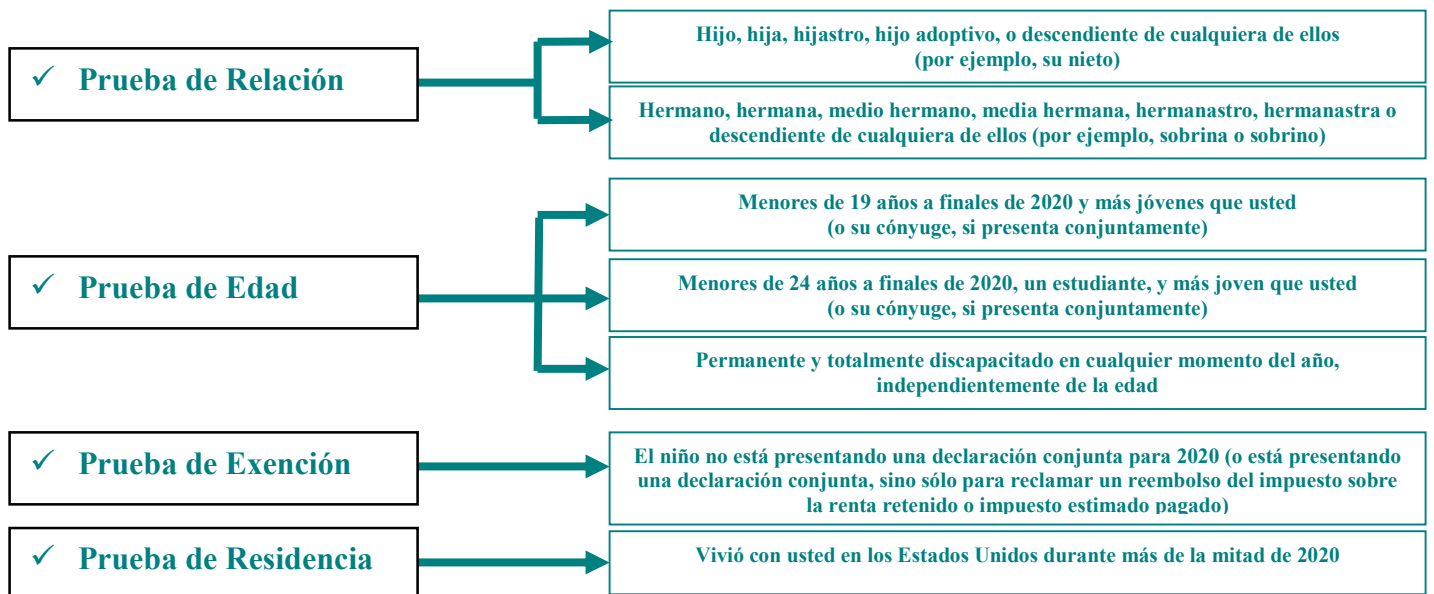 ✓ Prueba de Relación
Hijo, hija, hijastro, hijo adoptivo, o descendiente de cualquiera de ellos
(por ejemplo, su nieto)
Hermano, hermana, medio hermano, media hermana, hermanastro, hermanastra o
descendiente de cualquiera de ellos (por ejemplo, sobrina o sobrino)
✓ Prueba de Edad
Menores de 19 años a finales de 2020 y más jóvenes que usted
(o su cónyuge, si presenta conjuntamente)
Menores de 24 años a finales de 2020, un estudiante, y más joven que usted
(o su cónyuge, si presenta conjuntamente)
Permanente y totalmente discapacitado en cualquier momento del año,
independientemente de la edad
✓ Prueba de Exención
El niño no está presentando una declaración conjunta para 2020 (o está presentando
una declaración conjunta, sino sólo para reclamar un reembolso del impuesto sobre
la renta retenido o impuesto estimado pagado)
✓ Prueba de Residencia
Vivió con usted en los Estados Unidos durante más de la mitad de 2020